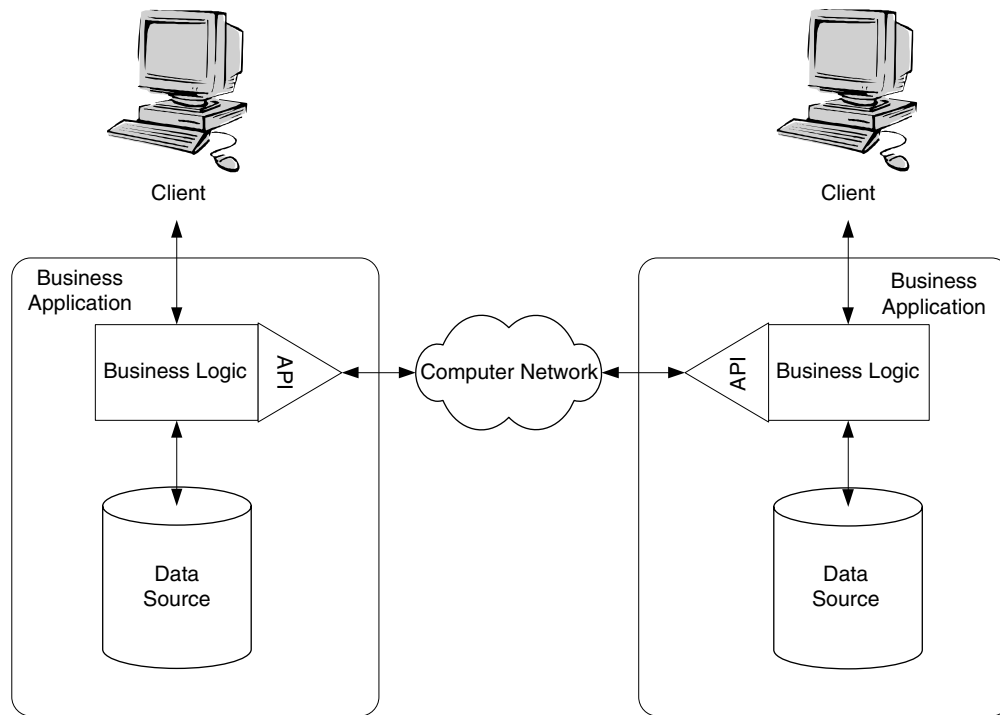 Client
Client
Business
Application
Business
Application
Business Logic
API
Computer Network
API
Business Logic
Data
Source
Data
Source